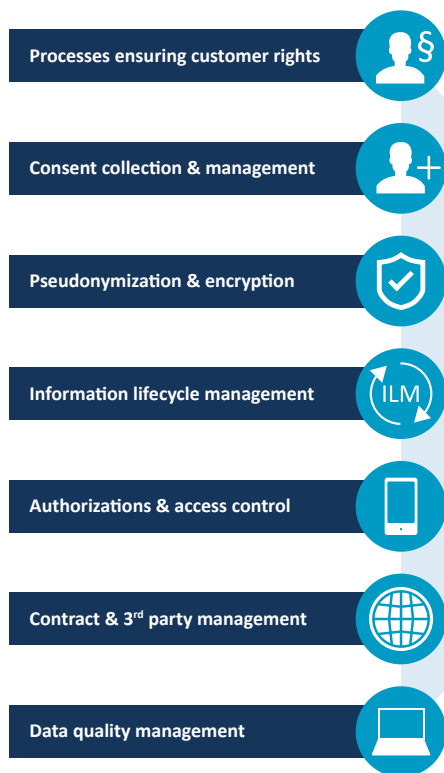 Processes ensuring customer rights
§
Consent collection & management
Pseudonymization & encryption
Information lifecycle management
ILM
Authorizations & access control
Contract & 3rd party management
Data quality management